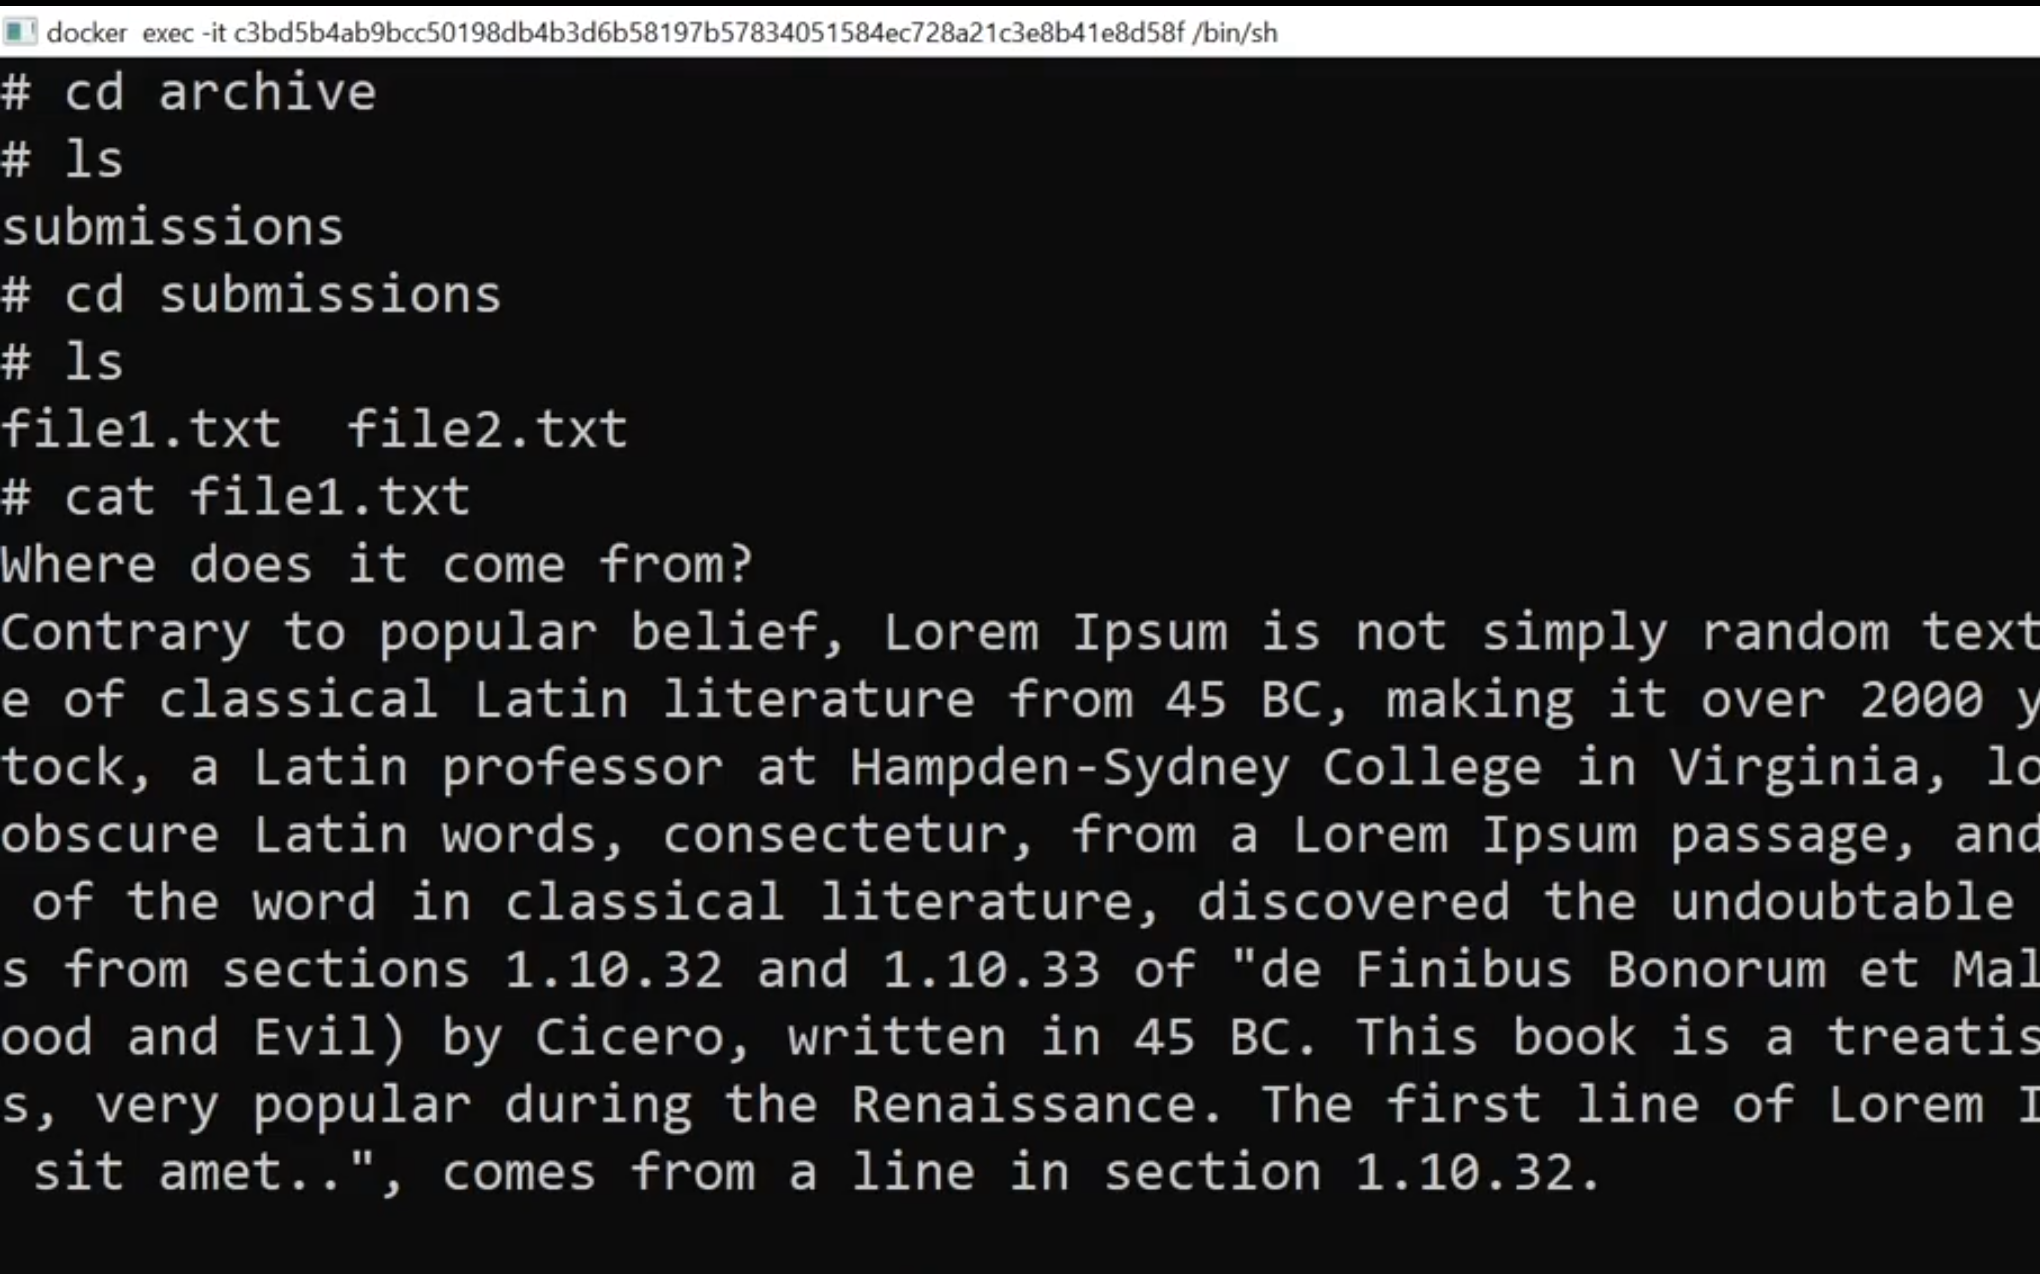 docker exec -it c3bd5b4ab9bcc50198db4b3d6b58197b57834051584ec728a21c3e8b41e8d58f /bin/sh
# cd archive
# ls
submissions
# cd submissions
# ls
file1.txt  file2.txt
# cat file1.txt
Where does it come from?
Contrary to popular belief, Lorem Ipsum is not simply random text
e of classical Latin literature from 45 BC, making it over 2000 y
tock, a Latin professor at Hampden-Sydney College in Virginia, lo
obscure Latin words, consectetur, from a Lorem Ipsum passage, and
of the word in classical literature, discovered the undoubtable
s from sections 1.10.32 and 1.10.33 of "de Finibus Bonorum et Mal
ood and Evil) by Cicero, written in 45 BC. This book is a treatis
s, very popular during the Renaissance. The first line of Lorem I
sit amet..", comes from a line in section 1.10.32.